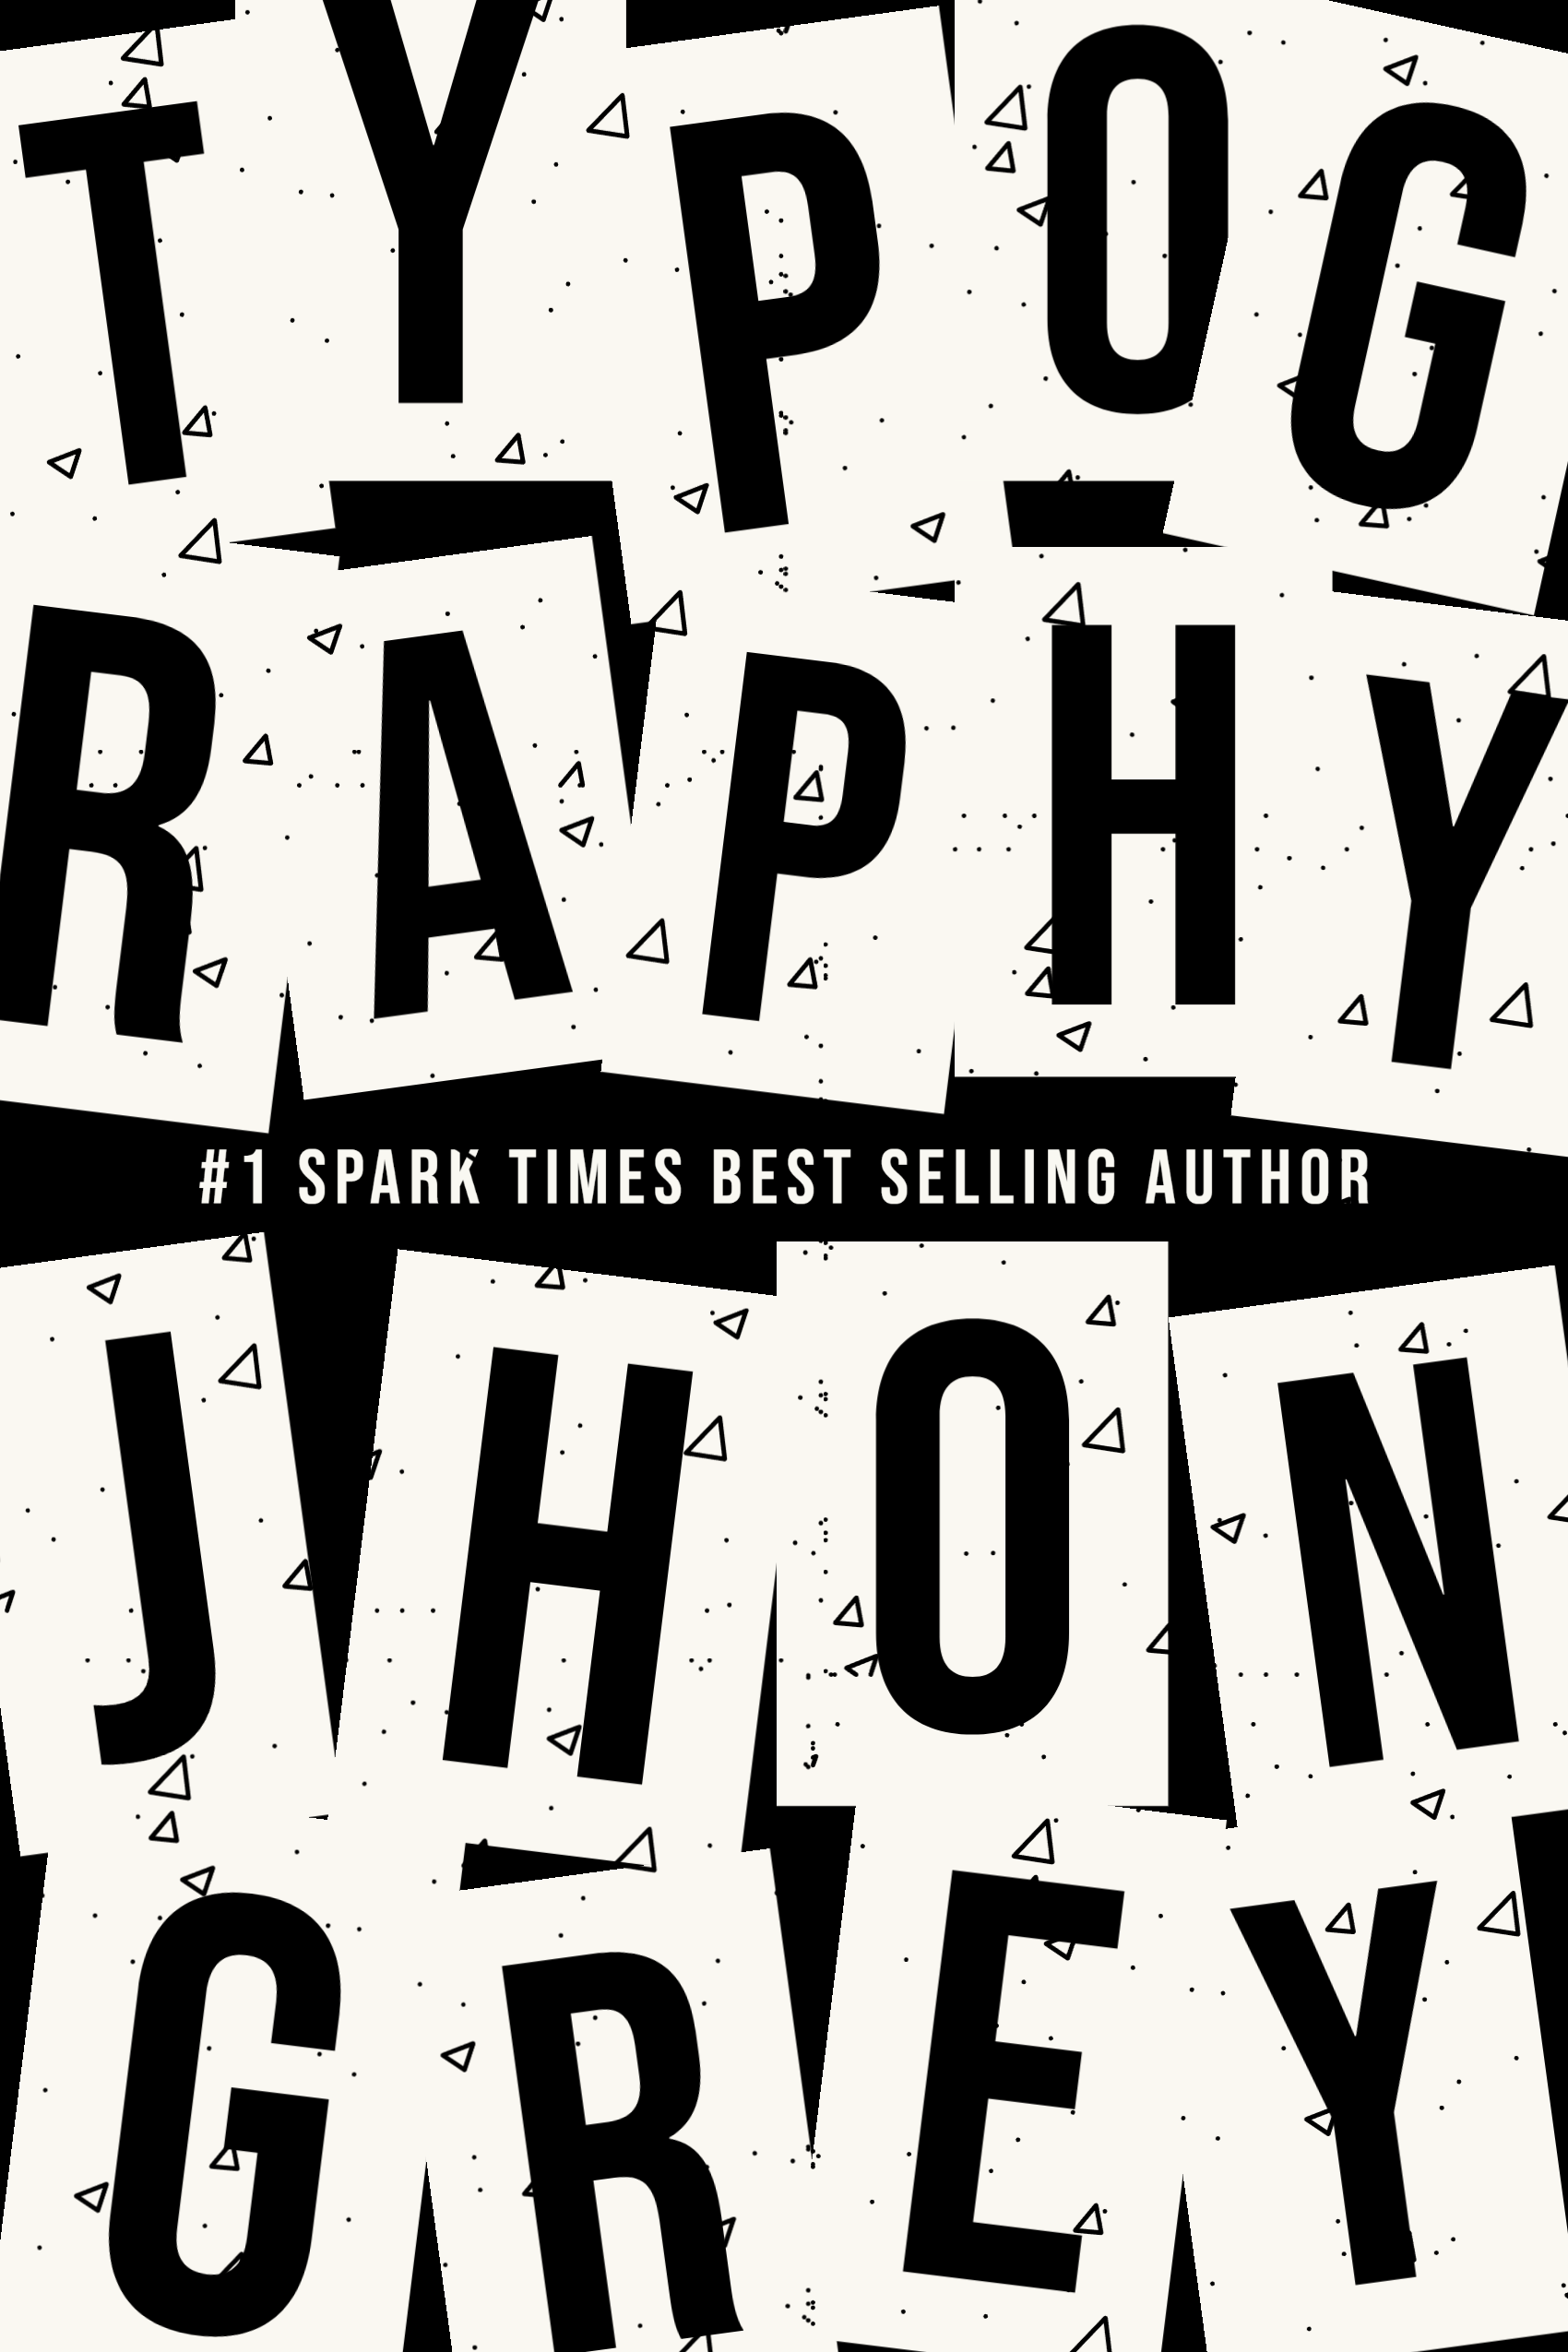 TYPOG
RAPHY
#1 SPARK TIMES BEST SELLING AUTHOR
JHON
GREY